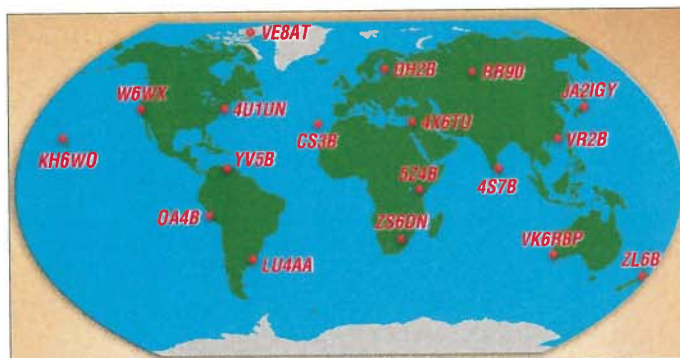 VE8AT
OH2B
RR9O
W6WX
4U1UN
JA2IGY
CS3B
4X6TU
VR2B
KH6WO
YV5B
5Z4B
4S7B
OA4B
ZS6DN
VK6RBP
LU4AA
ZL6B